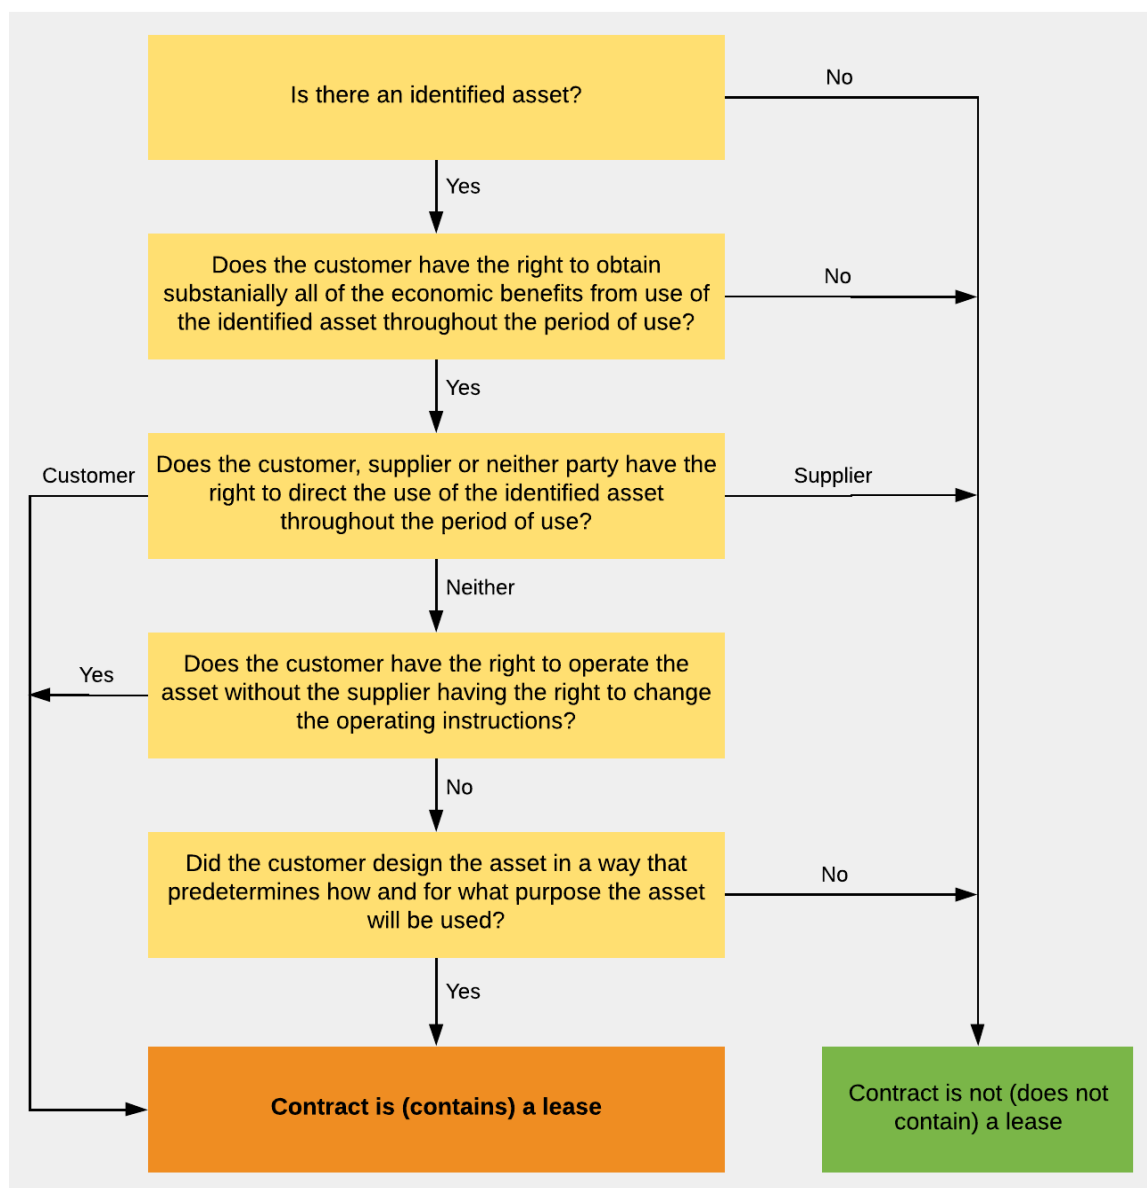 Is there an identified asset?
No
Yes
Does the customer have the right to obtain
substanially all of the economic benefits from use of
the identified asset throughout the period of use?
No
Yes
Customer
Does the customer, supplier or neither party have the
right to direct the use of the identified asset
throughout the period of use?
Supplier
Neither
Yes
Does the customer have the right to operate the
asset without the supplier having the right to change
the operating instructions?
No
Did the customer design the asset in a way that
predetermines how and for what purpose the asset
will be used?
No
Yes
Contract is (contains) a lease
Contract is not (does not
contain) a lease